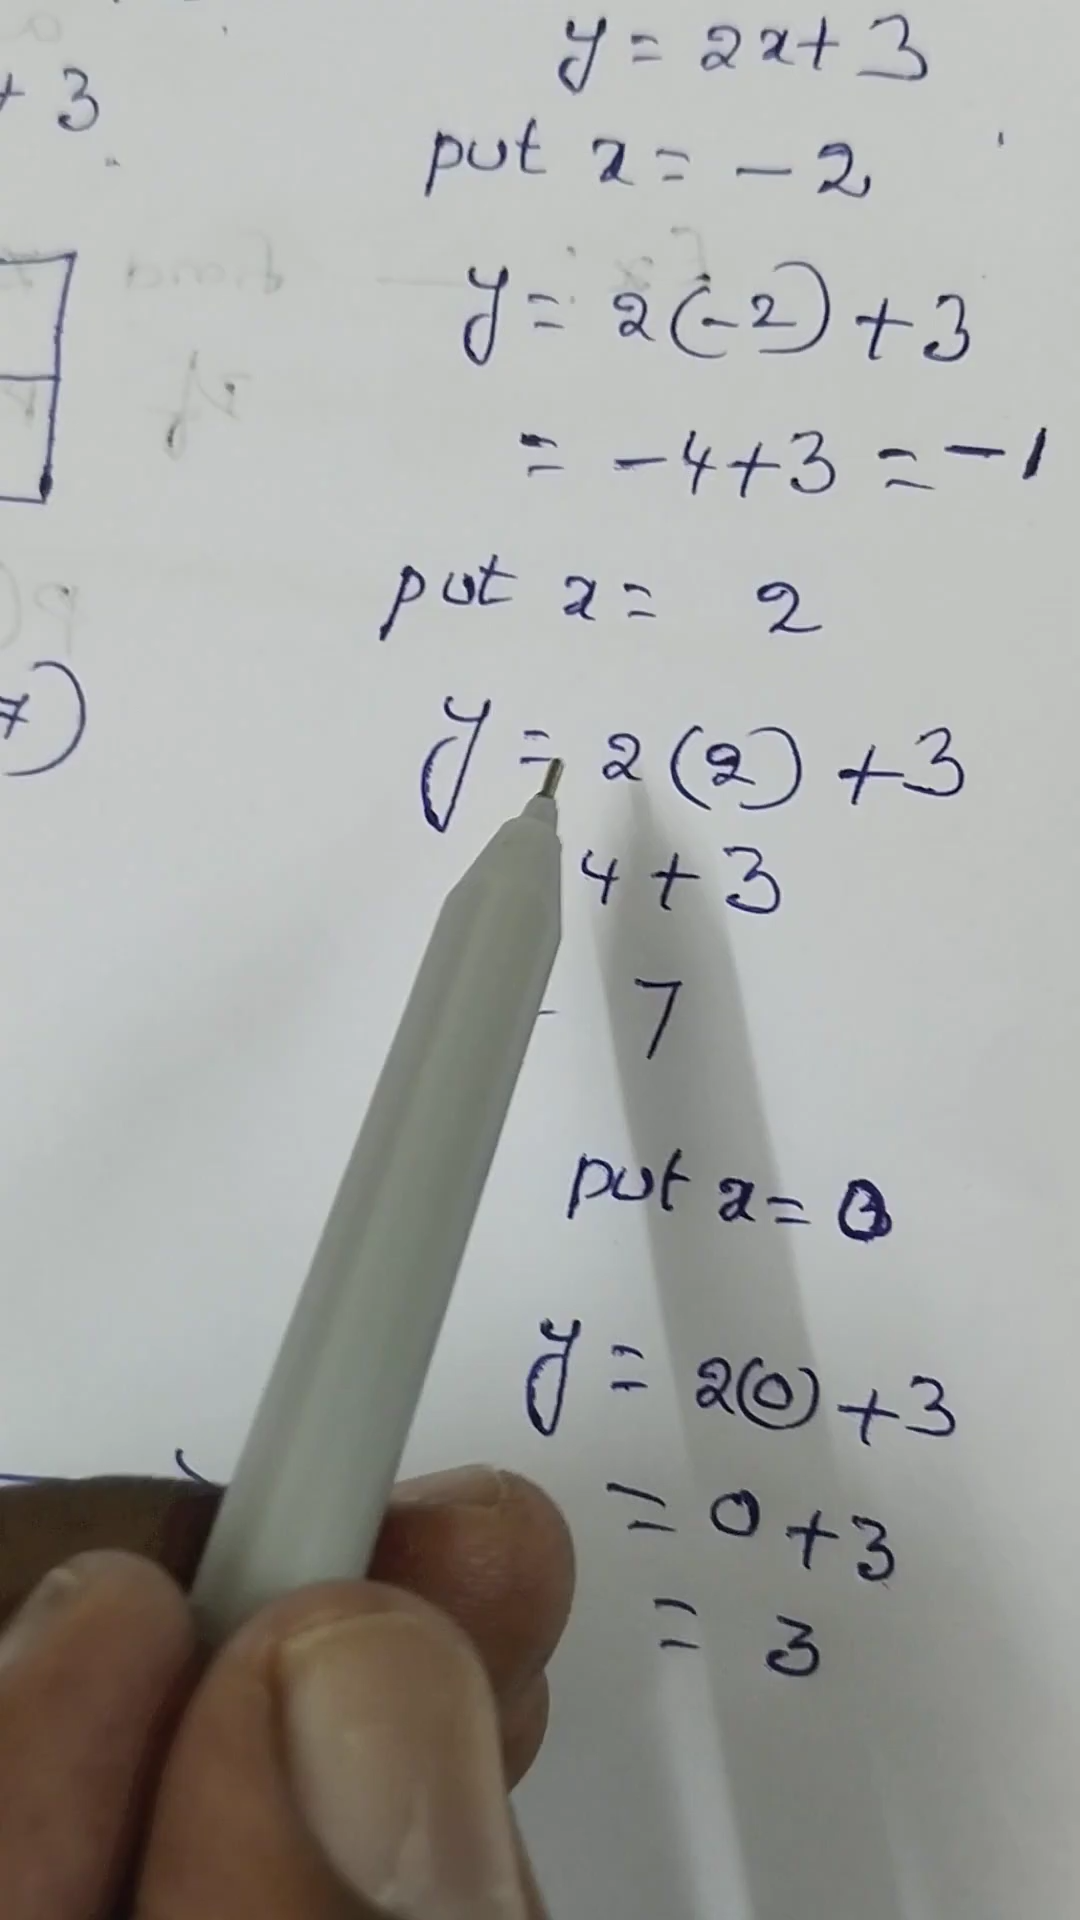 y = 2x + 3
+ 3
put x = -2
y = 2(-2) + 3
= -4 + 3 = -1
put x = 2
7)
y = 2(2) + 3
4 + 3
7
put x = 0
y = 2(0) + 3
= 0 + 3
= 3